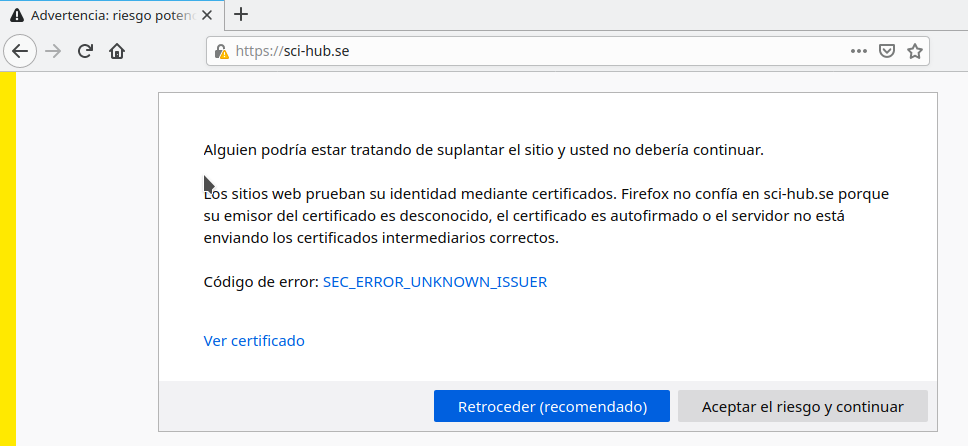 Advertencia: riesgo poten
https://sci-hub.se
Alguien podría estar tratando de suplantar el sitio y usted no debería continuar.
Los sitios web prueban su identidad mediante certificados. Firefox no confía en sci-hub.se porque
su emisor del certificado es desconocido, el certificado es autofirmado o el servidor no está
enviando los certificados intermediarios correctos.
Código de error: SEC_ERROR_UNKNOWN_ISSUER
Ver certificado
Retroceder (recomendado)
Aceptar el riesgo y continuar